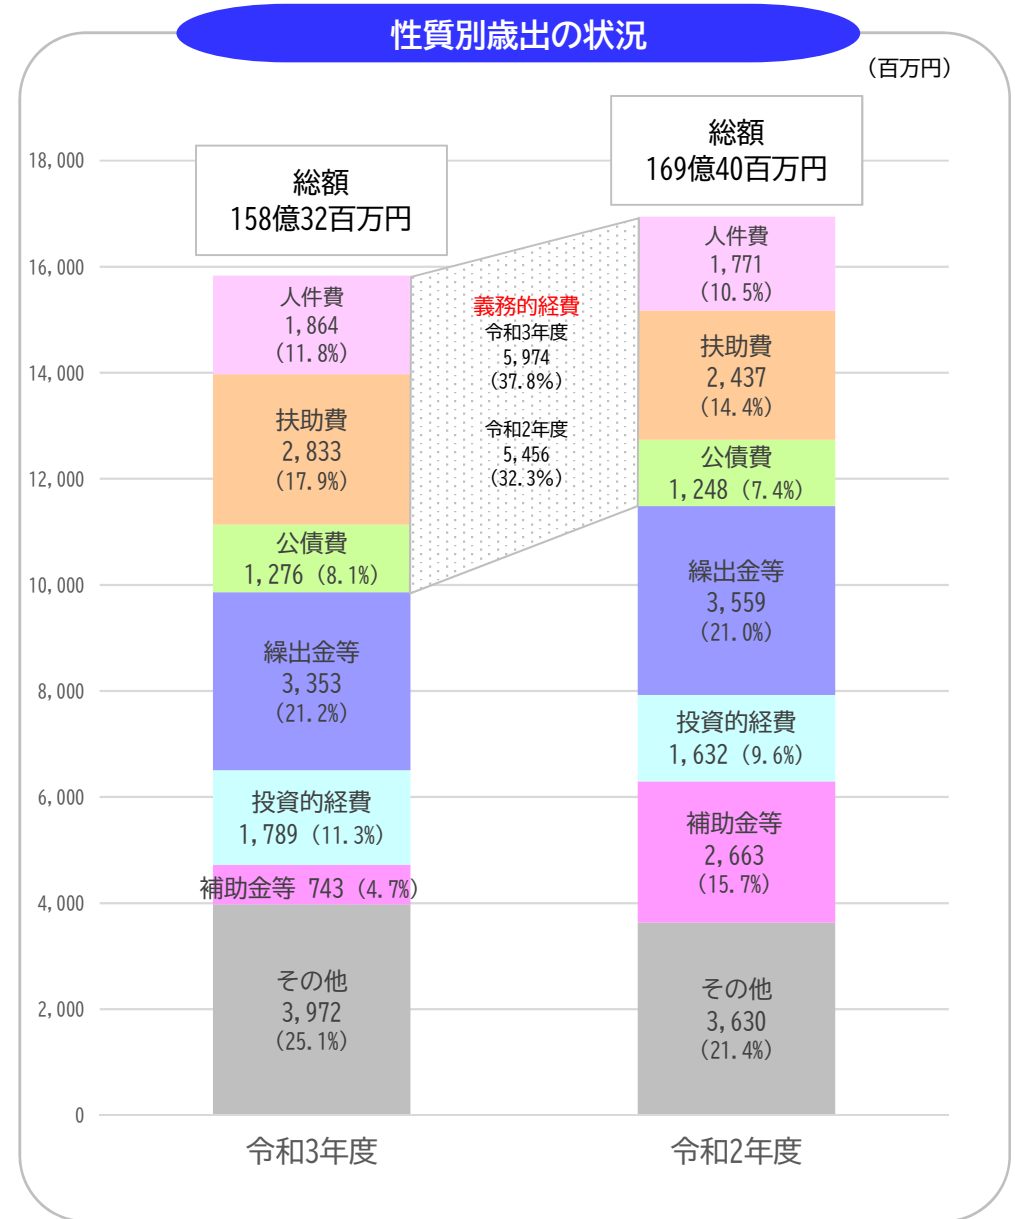 性質別歳出の状況
（百万円）
総額
158億32百万円
総額
169億40百万円
18,000
16,000
14,000
12,000
10,000
8,000
6,000
4,000
2,000
0
人件費
1,864
(11.8%)
扶助費
2,833
(17.9%)
公債費
1,276 (8.1%)
繰出金等
3,353
(21.2%)
投資的経費
1,789 (11.3%)
補助金等 743 (4.7%)
その他
3,972
(25.1%)
義務的経費
令和3年度
5,974
(37.8%)
令和2年度
5,456
(32.3%)
人件費
1,771
(10.5%)
扶助費
2,437
(14.4%)
公債費
1,248 (7.4%)
繰出金等
3,559
(21.0%)
投資的経費
1,632 (9.6%)
補助金等
2,663
(15.7%)
その他
3,630
(21.4%)
令和3年度
令和2年度